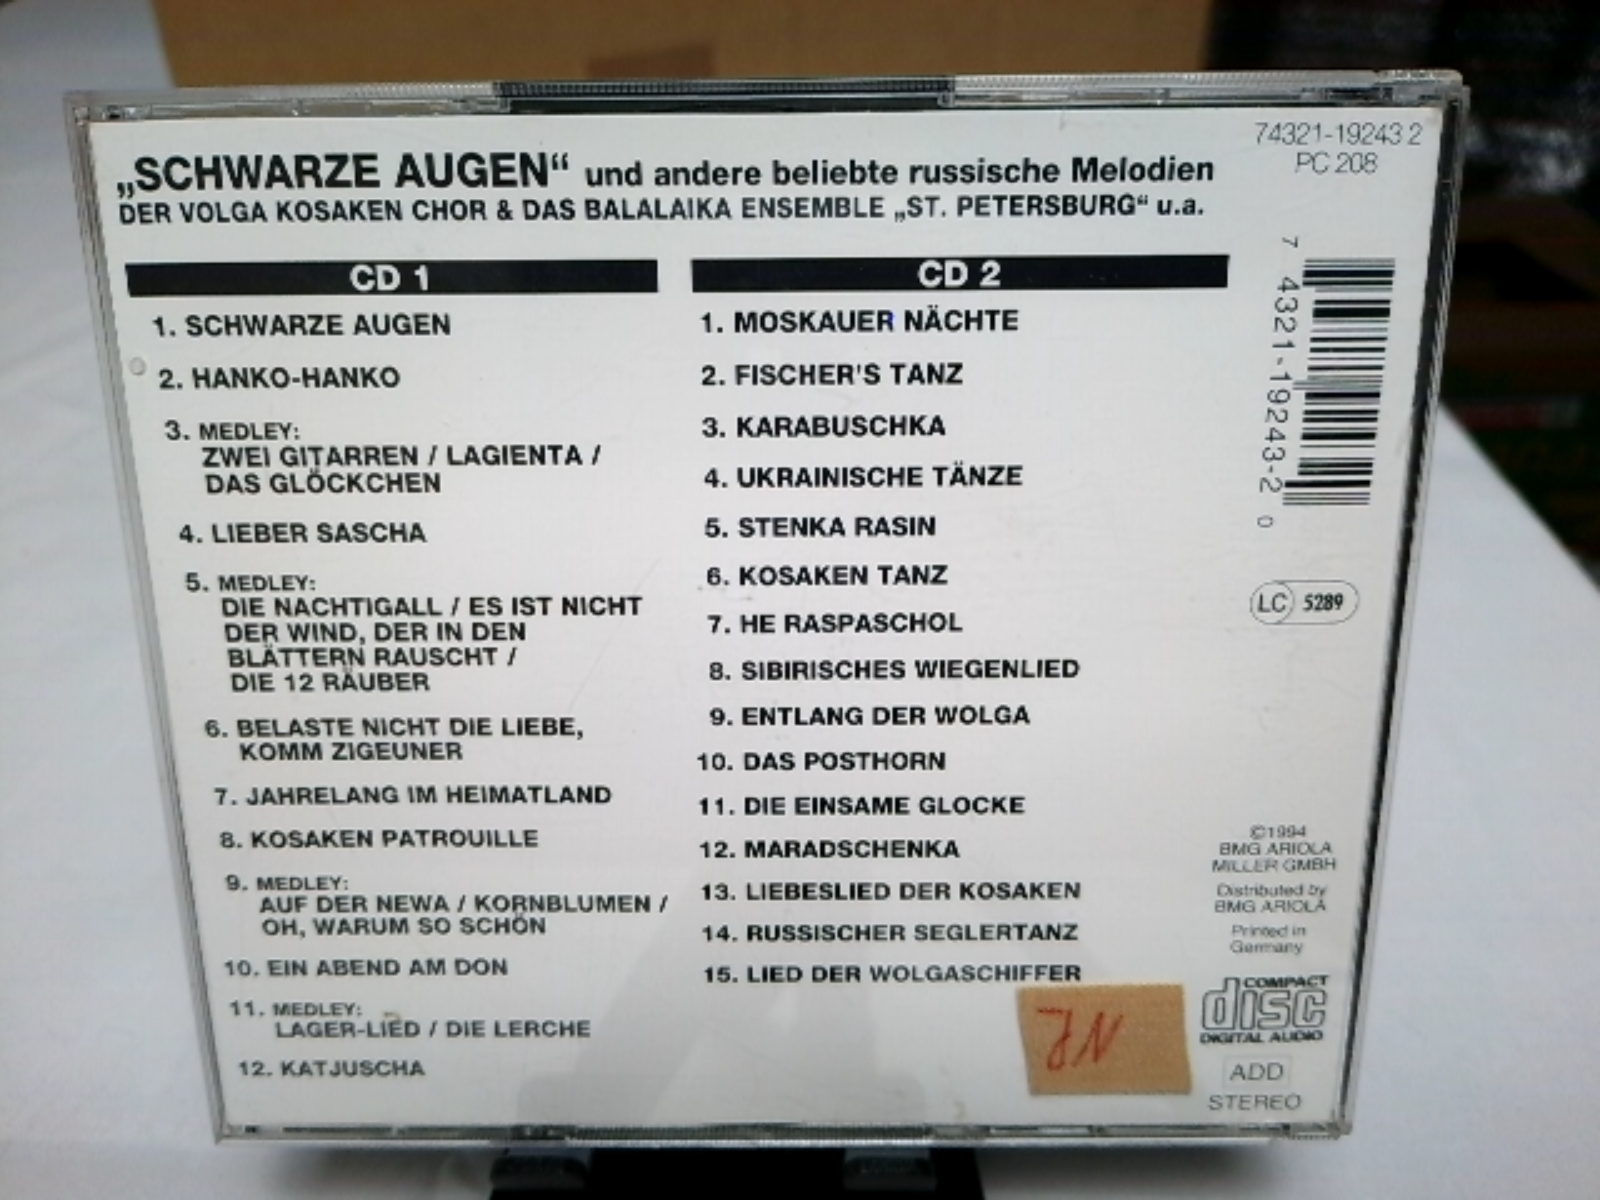 „SCHWARZE AUGEN“ und andere beliebte russische Melodien
DER VOLGA KOSAKEN CHOR & DAS BALALAIKA ENSEMBLE „ST. PETERSBURG“ u.a.
74321-19243 2
PC 208
CD 1
1. SCHWARZE AUGEN
2. HANKO-HANKO
3. MEDLEY:
ZWEI GITARREN / LAGIENTA /
DAS GLÖCKCHEN
4. LIEBER SASCHA
5. MEDLEY:
DIE NACHTIGALL / ES IST NICHT
DER WIND, DER IN DEN
BLÄTTERN RAUSCHT /
DIE 12 RÄUBER
6. BELASTE NICHT DIE LIEBE,
KOMM ZIGEUNER
7. JAHRELANG IM HEIMATLAND
8. KOSAKEN PATROUILLE
9. MEDLEY:
AUF DER NEWA / KORNBLUMEN /
OH, WARUM SO SCHÖN
10. EIN ABEND AM DON
11. MEDLEY:
LAGER-LIED / DIE LERCHE
12. KATJUSCHA
CD 2
1. MOSKAUER NÄCHTE
2. FISCHER'S TANZ
3. KARABUSCHKA
4. UKRAINISCHE TÄNZE
5. STENKA RASIN
6. KOSAKEN TANZ
7. HE RASPASCHOL
8. SIBIRISCHES WIEGENLIED
9. ENTLANG DER WOLGA
10. DAS POSTHORN
11. DIE EINSAME GLOCKE
12. MARADSCHENKA
13. LIEBESLIED DER KOSAKEN
14. RUSSISCHER SEGLERTANZ
15. LIED DER WOLGASCHIFFER
7 4321-19243-2 0
LC 5289
©1994
BMG ARIOLA
MILLER GMBH
Distributed by
BMG ARIOLA
Printed in
Germany
COMPACT
disc
DIGITAL AUDIO
ADD
STEREO